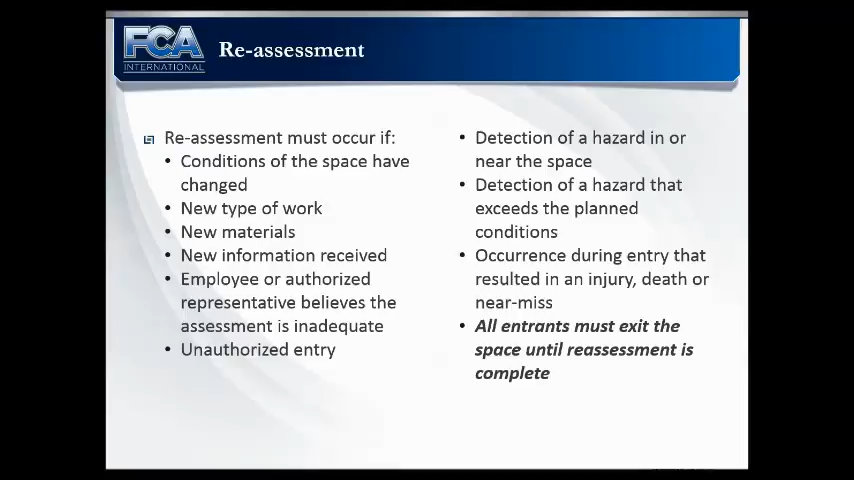 FCA
INTERNATIONAL
Re-assessment
Re-assessment must occur if:
• Conditions of the space have
changed
• New type of work
• New materials
• New information received
• Employee or authorized
representative believes the
assessment is inadequate
• Unauthorized entry
• Detection of a hazard in or
near the space
• Detection of a hazard that
exceeds the planned
conditions
• Occurrence during entry that
resulted in an injury, death or
near-miss
• All entrants must exit the
space until reassessment is
complete